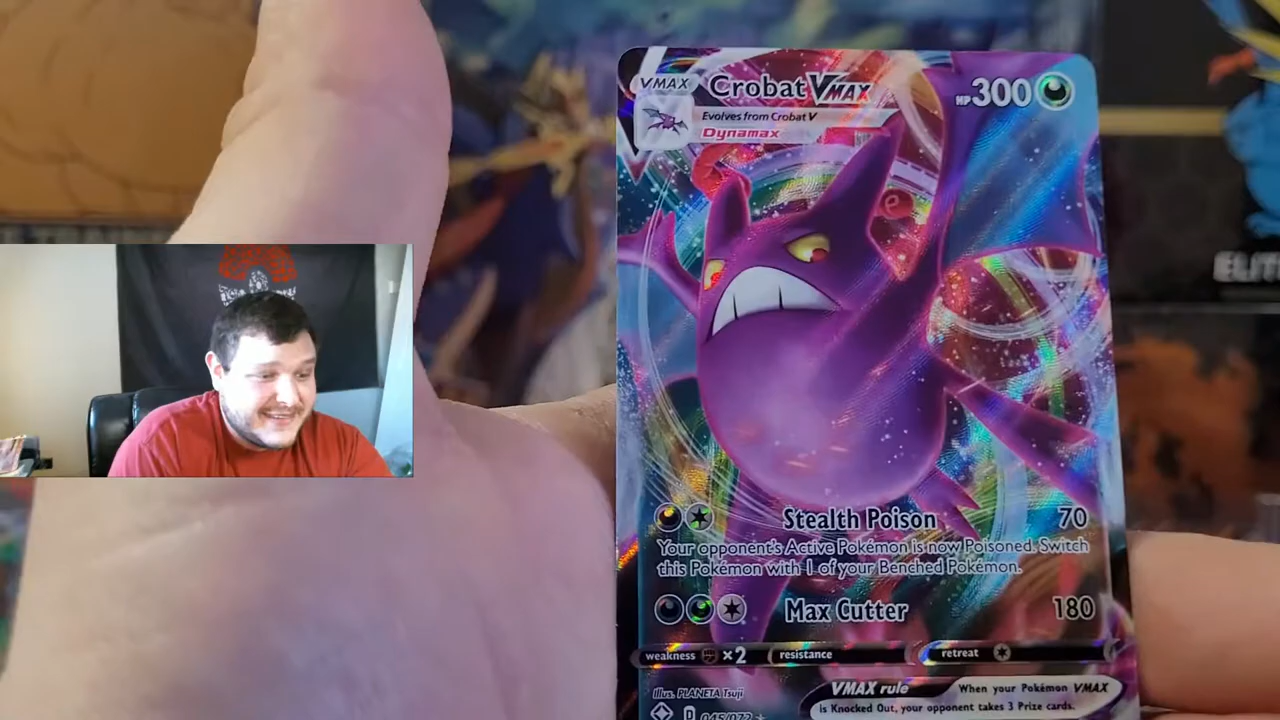 VMAX Crobat VMAX HP300
Evolves from Crobat V
Dynamax
Stealth Poison 70
Your opponent's Active Pokémon is now Poisoned. Switch
this Pokémon with 1 of your Benched Pokémon.
Max Cutter 180
weakness ×2 resistance retreat
Illus. PLANETA Tsuji
VMAX rule When your Pokémon VMAX
is Knocked Out, your opponent takes 3 Prize cards.
D 045/072